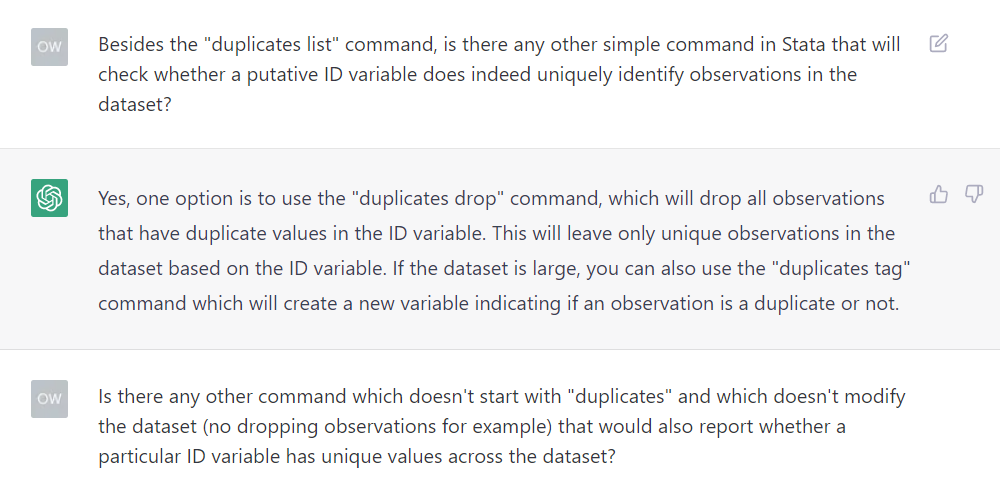 OW
Besides the "duplicates list" command, is there any other simple command in Stata that will
check whether a putative ID variable does indeed uniquely identify observations in the
dataset?
Yes, one option is to use the "duplicates drop" command, which will drop all observations
that have duplicate values in the ID variable. This will leave only unique observations in the
dataset based on the ID variable. If the dataset is large, you can also use the "duplicates tag"
command which will create a new variable indicating if an observation is a duplicate or not.
OW
Is there any other command which doesn't start with "duplicates" and which doesn't modify
the dataset (no dropping observations for example) that would also report whether a
particular ID variable has unique values across the dataset?